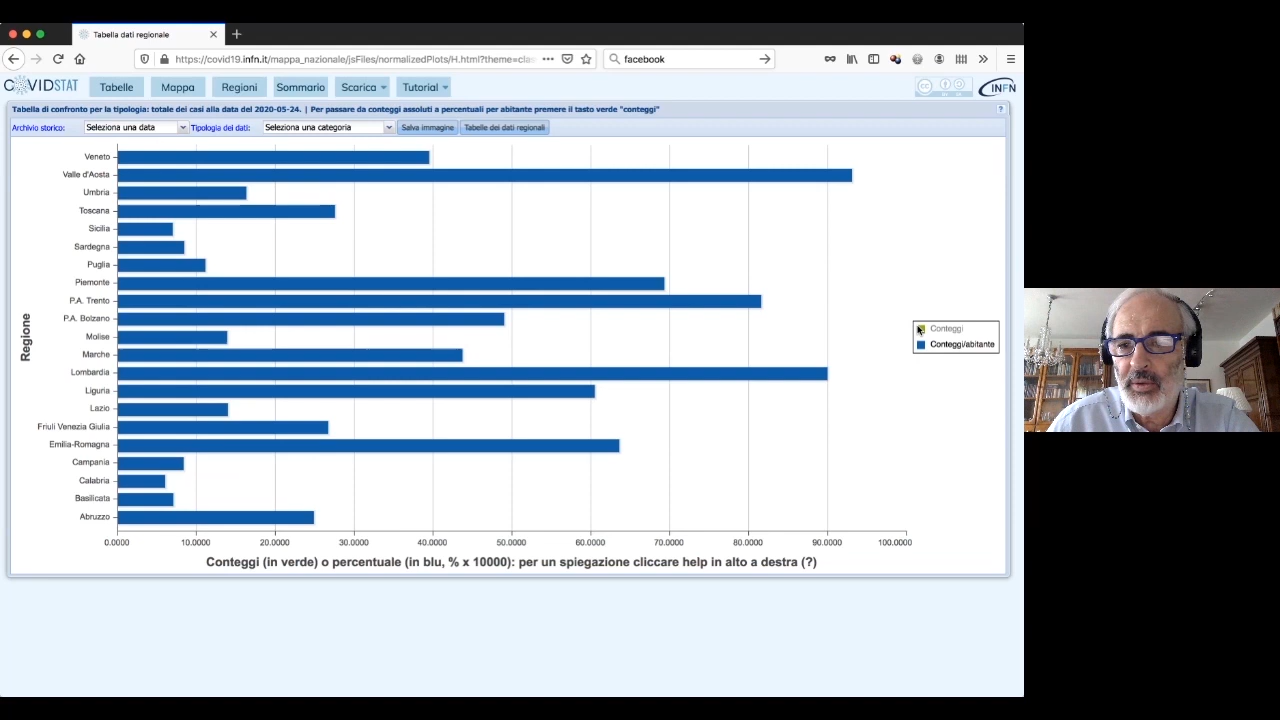 Tabella dati regionale
https://covid19.infn.it/mappa_nazionale/jsFiles/normalizedPlots/H.html?theme=cla
facebook
COVIDSTAT
Tabelle
Mappa
Regioni
Sommario
Scarica
Tutorial
INFN
Tabella di confronto per la tipologia: totale dei casi alla data del 2020-05-24. | Per passare da conteggi assoluti a percentuali per abitante premere il tasto verde "conteggi"
?
Archivio storico:
Seleziona una data
Tipologia dei dati:
Seleziona una categoria
Salva immagine
Tabelle dei dati regionali
Regione
Veneto
Valle d'Aosta
Umbria
Toscana
Sicilia
Sardegna
Puglia
Piemonte
P.A. Trento
P.A. Bolzano
Molise
Marche
Lombardia
Liguria
Lazio
Friuli Venezia Giulia
Emilia-Romagna
Campania
Calabria
Basilicata
Abruzzo
Conteggi
Conteggi/abitante
0.0000 10.0000 20.0000 30.0000 40.0000 50.0000 60.0000 70.0000 80.0000 90.0000 100.0000
Conteggi (in verde) o percentuale (in blu, % x 10000): per un spiegazione cliccare help in alto a destra (?)